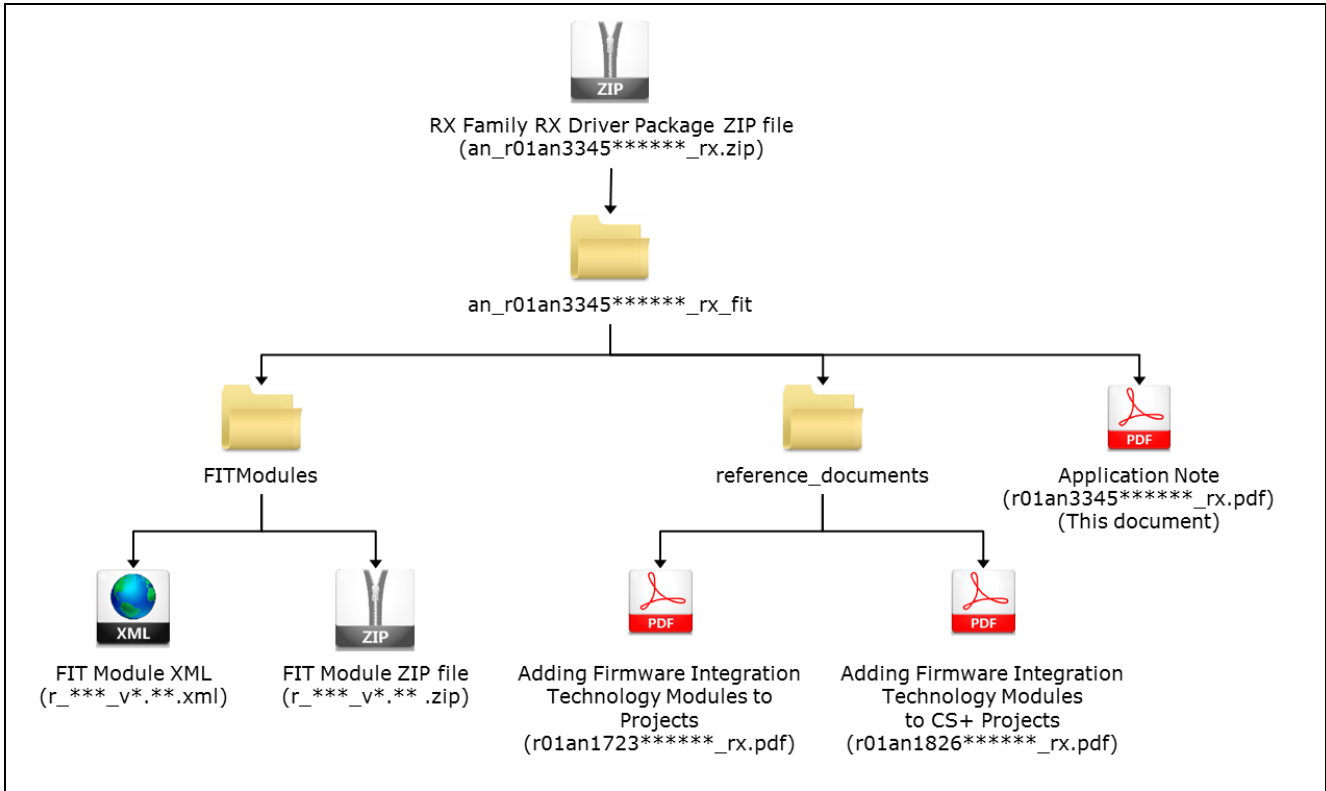 ZIP
RX Family RX Driver Package ZIP file
(an_r01an3345******_rx.zip)
an_r01an3345******_rx_fit
FITModules
reference_documents
PDF
Application Note
(r01an3345******_rx.pdf)
(This document)
XML
FIT Module XML
(r_***_v*.**.xml)
ZIP
FIT Module ZIP file
(r_***_v*.** .zip)
PDF
Adding Firmware Integration
Technology Modules to
Projects
(r01an1723******_rx.pdf)
PDF
Adding Firmware Integration
Technology Modules
to CS+ Projects
(r01an1826******_rx.pdf)